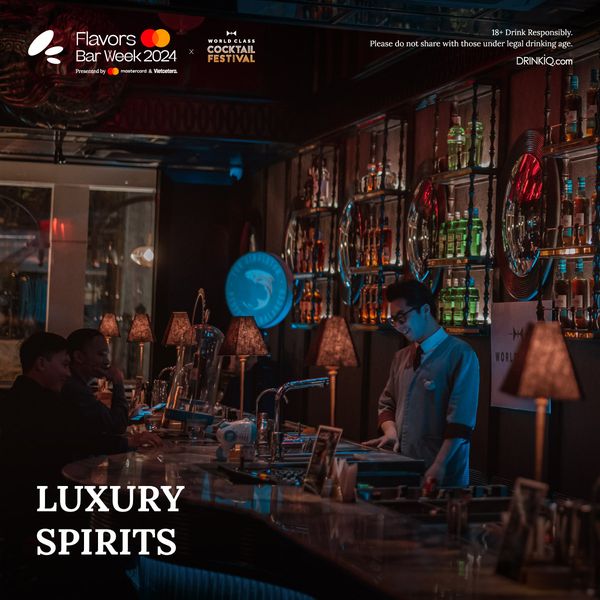 Flavors
Bar Week 2024
Presented by mastercard & Vietcetera.
x
WORLD CLASS
COCKTAIL
FESTIVAL
18+ Drink Responsibly.
Please do not share with those under legal drinking age.
DRINKiQ.com
WORL
LUXURY
SPIRITS